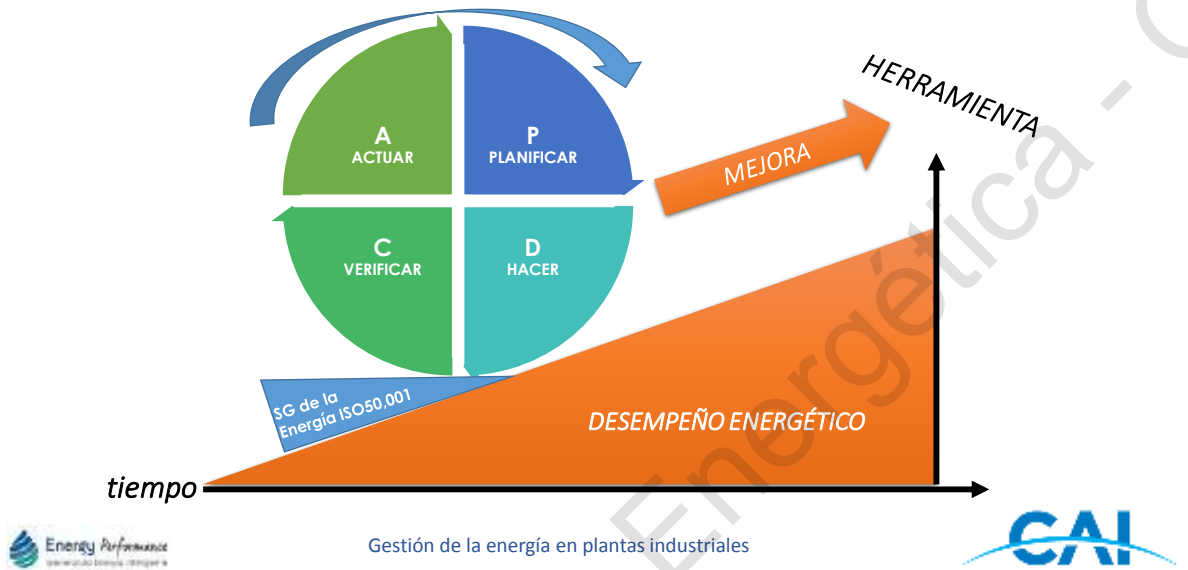 HERRAMIENTA
A
ACTUAR
P
PLANIFICAR
MEJORA
C
VERIFICAR
D
HACER
SG de la
Energía ISO50,001
DESEMPEÑO ENERGÉTICO
tiempo
Energética - C
Energy Performance
Gestión de la energía en plantas industriales
CAI